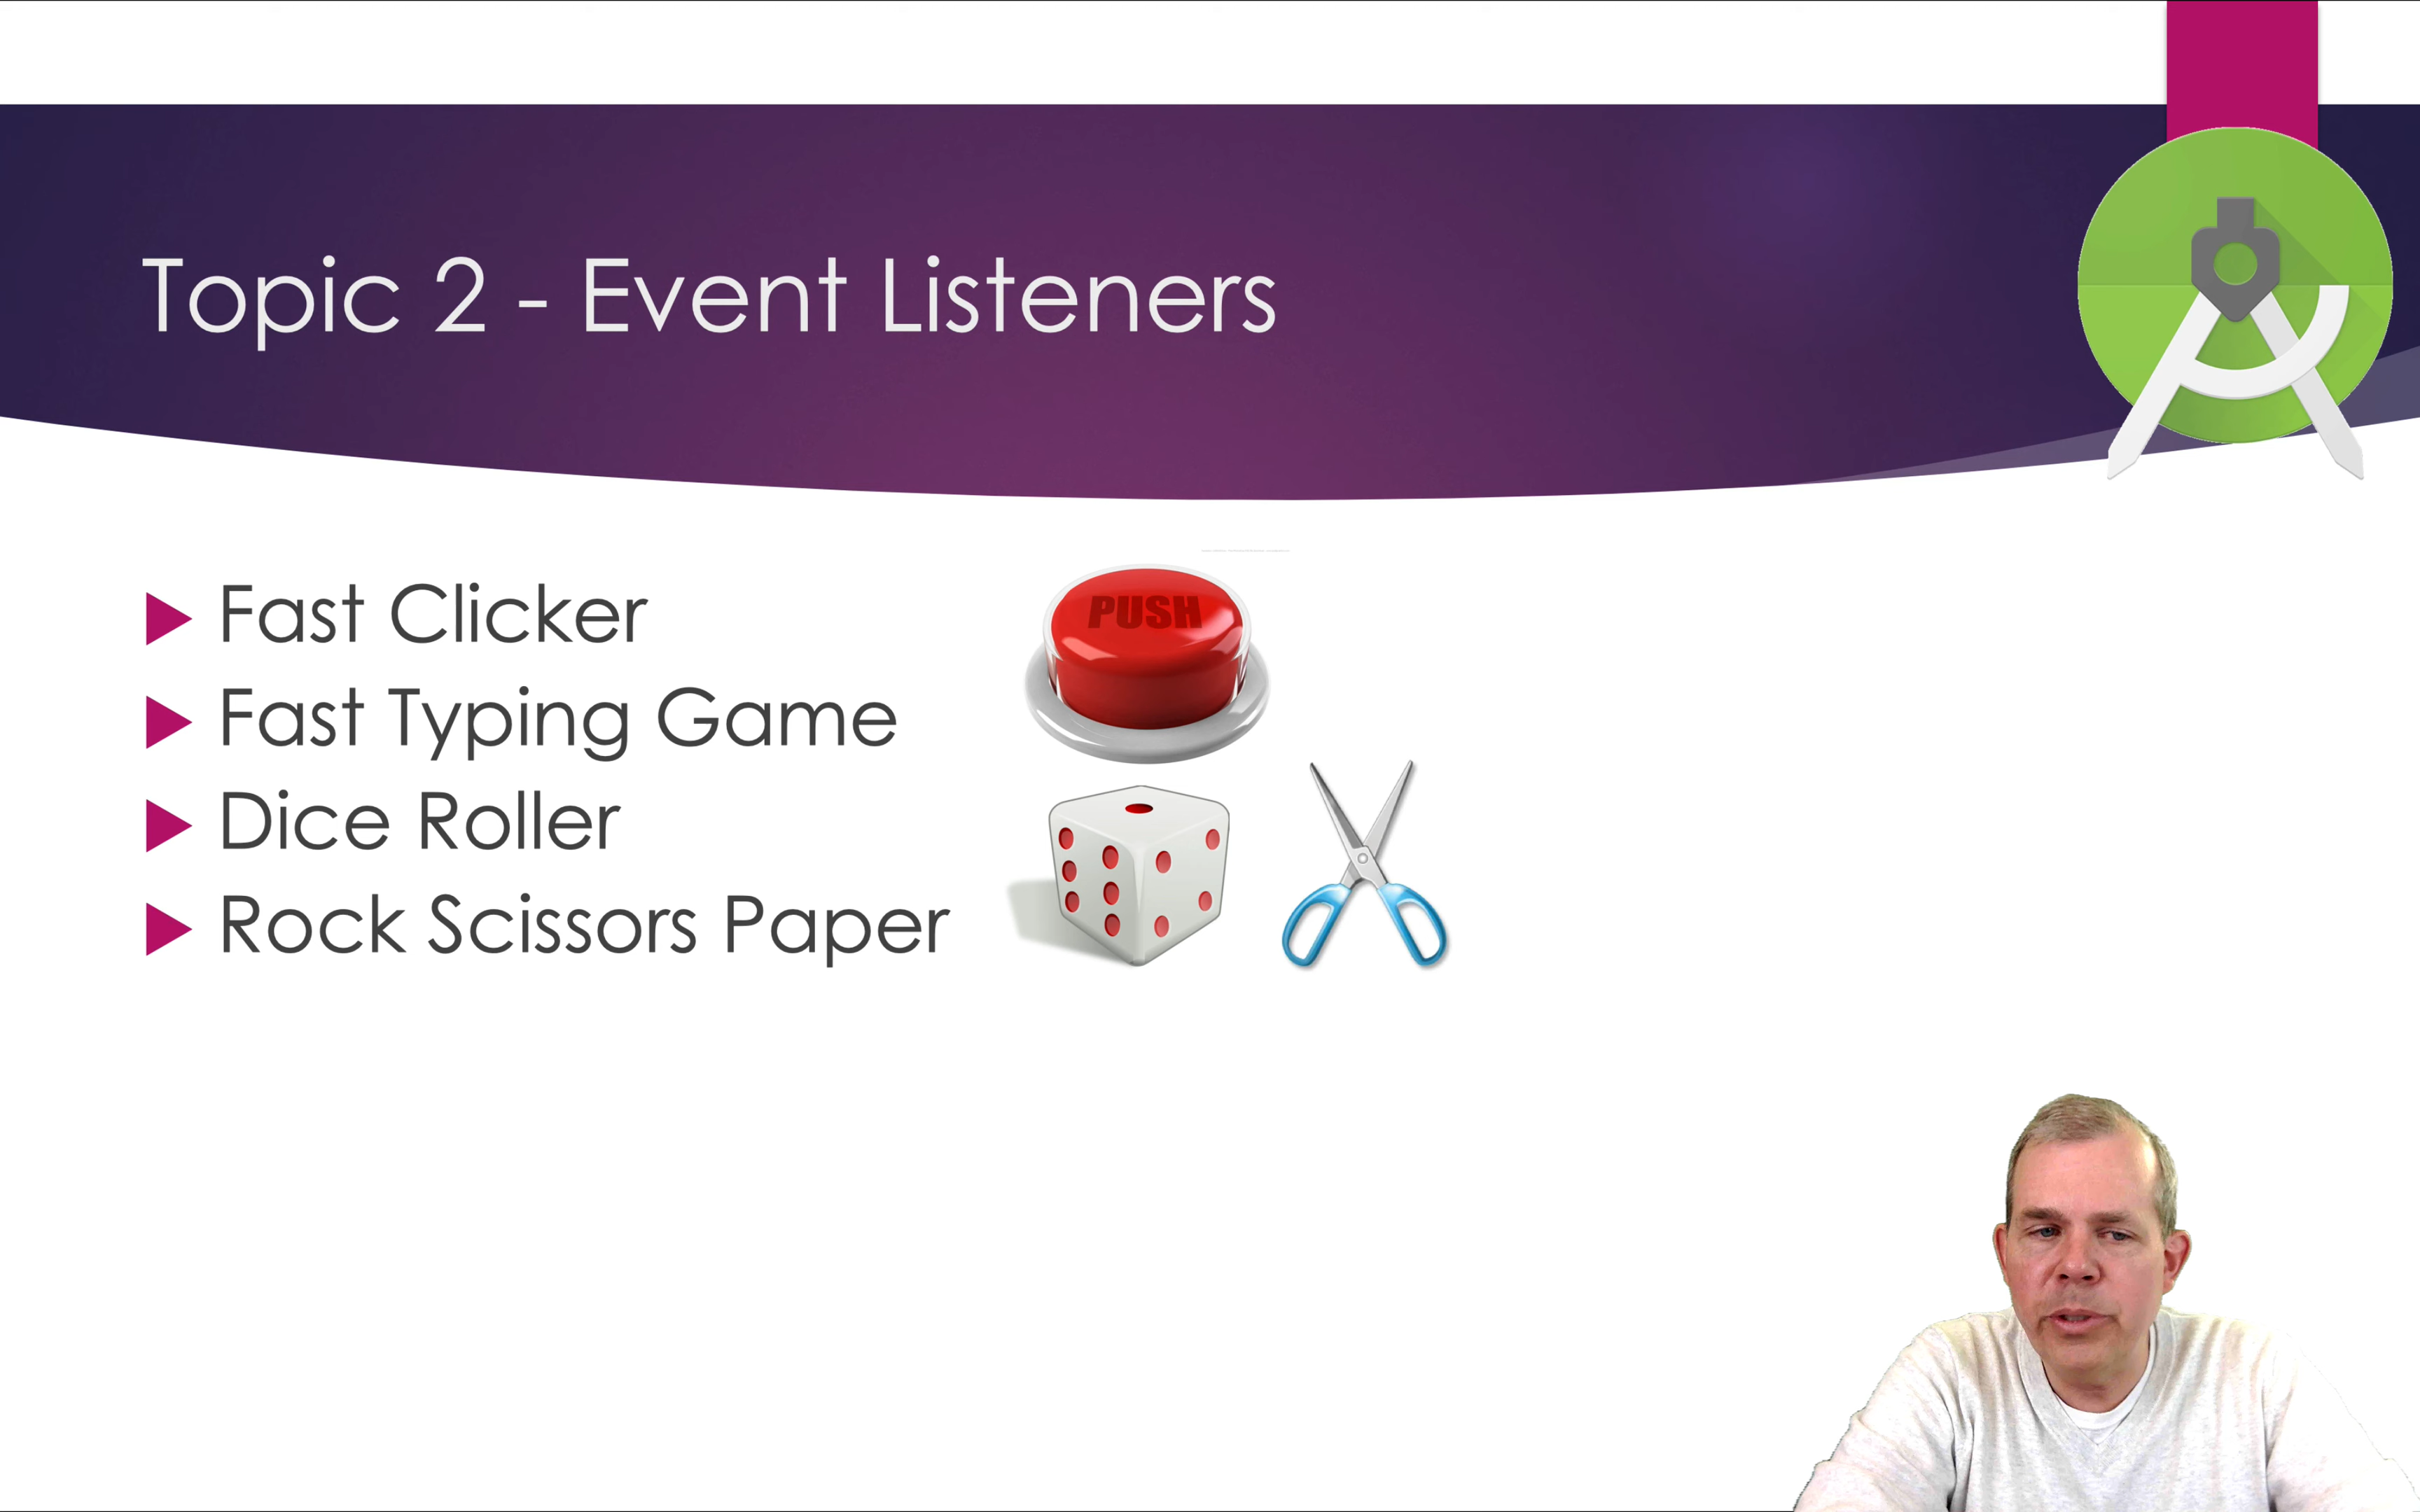 Topic 2 - Event Listeners
Fast Clicker
Fast Typing Game
Dice Roller
Rock Scissors Paper
PUSH